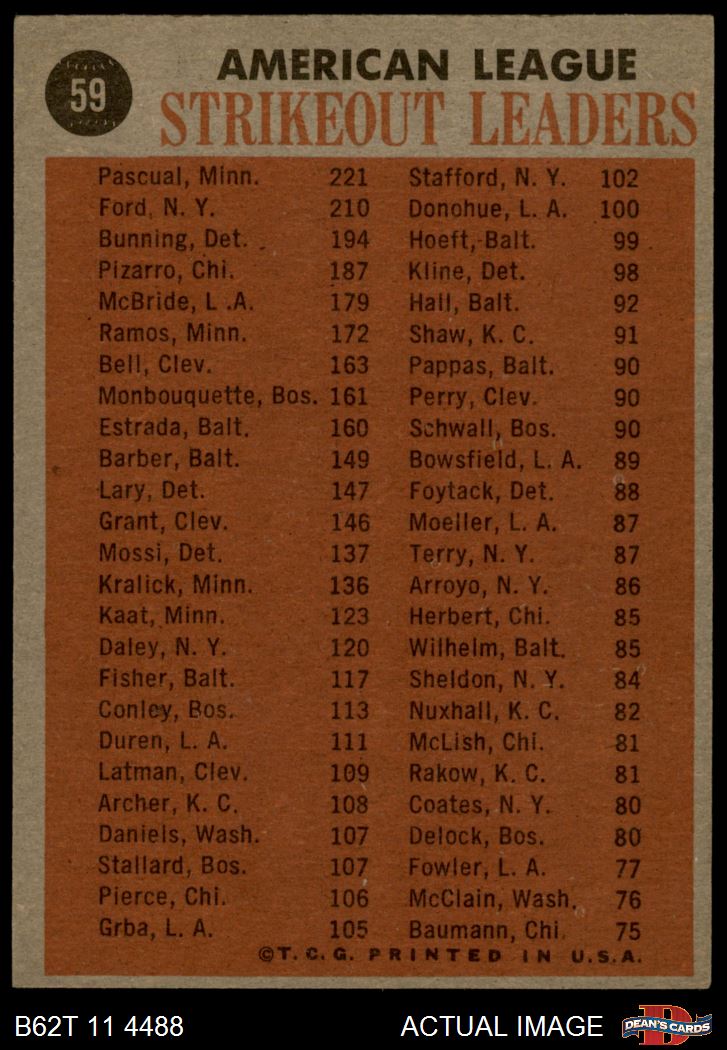 59
AMERICAN LEAGUE
STRIKEOUT LEADERS
Pascual, Minn. 221
Ford, N. Y. 210
Bunning, Det. 194
Pizarro, Chi. 187
McBride, L .A. 179
Ramos, Minn. 172
Bell, Clev. 163
Monbouquette, Bos. 161
Estrada, Balt. 160
Barber, Balt. 149
Lary, Det. 147
Grant, Clev. 146
Mossi, Det. 137
Kralick, Minn. 136
Kaat, Minn. 123
Daley, N. Y. 120
Fisher, Balt. 117
Conley, Bos. 113
Duren, L. A. 111
Latman, Clev. 109
Archer, K. C. 108
Daniels, Wash. 107
Stallard, Bos. 107
Pierce, Chi. 106
Grba, L. A. 105
Stafford, N. Y. 102
Donohue, L. A. 100
Hoeft, Balt. 99
Kline, Det. 98
Hall, Balt. 92
Shaw, K. C. 91
Pappas, Balt. 90
Perry, Clev. 90
Schwall, Bos. 90
Bowsfield, L. A. 89
Foytack, Det. 88
Moeller, L. A. 87
Terry, N. Y. 87
Arroyo, N. Y. 86
Herbert, Chi. 85
Wilhelm, Balt. 85
Sheldon, N. Y. 84
Nuxhall, K. C. 82
McLish, Chi. 81
Rakow, K. C. 81
Coates, N. Y. 80
Delock, Bos. 80
Fowler, L. A. 77
McClain, Wash. 76
Baumann, Chi. 75
©T. C. G. PRINTED IN U.S.A.
B62T 11 4488
ACTUAL IMAGE
DEAN'S CARDS